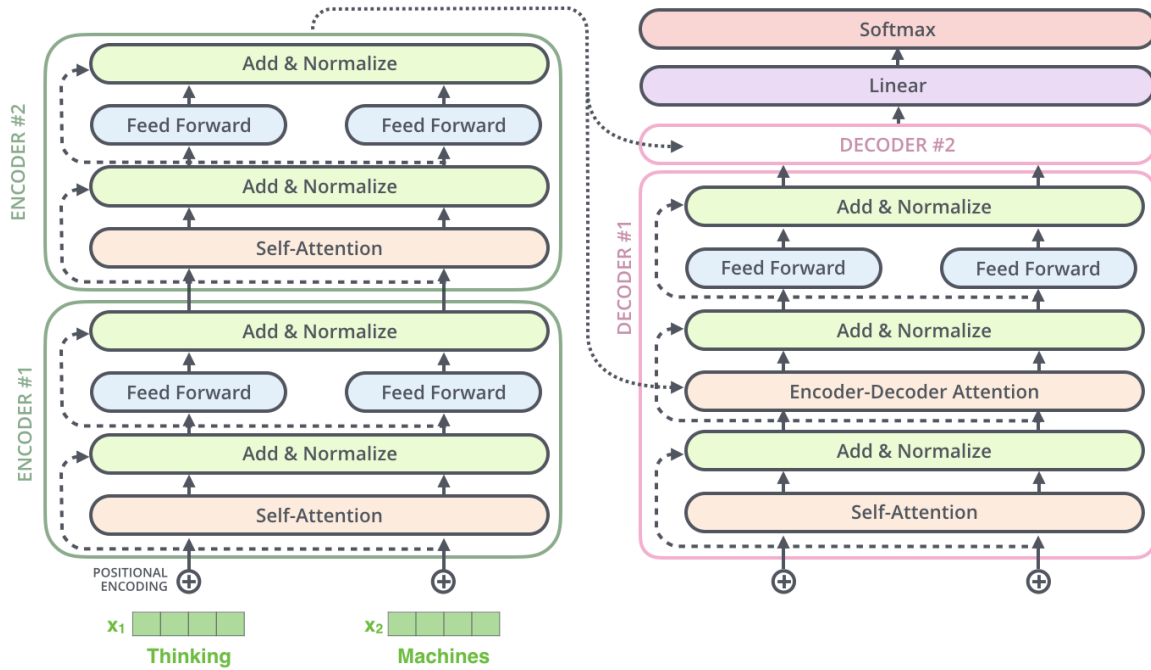 ENCODER #2
Add & Normalize
Feed Forward
Feed Forward
Add & Normalize
Self-Attention
ENCODER #1
Add & Normalize
Feed Forward
Feed Forward
Add & Normalize
Self-Attention
POSITIONAL
ENCODING
x₁
x₂
Thinking
Machines
Softmax
Linear
DECODER #2
DECODER #1
Add & Normalize
Feed Forward
Feed Forward
Add & Normalize
Encoder-Decoder Attention
Add & Normalize
Self-Attention